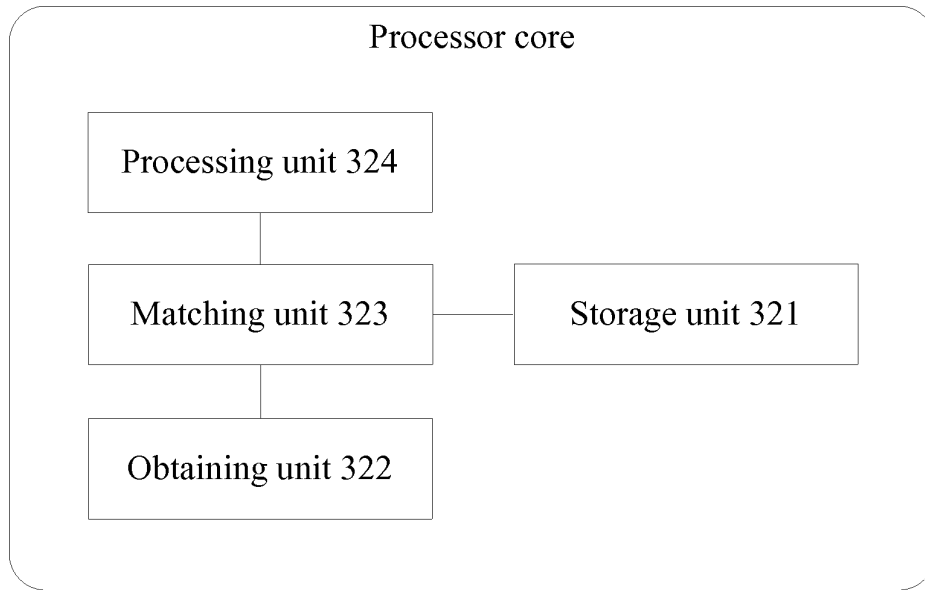 Processor core
Processing unit 324
Matching unit 323
Storage unit 321
Obtaining unit 322